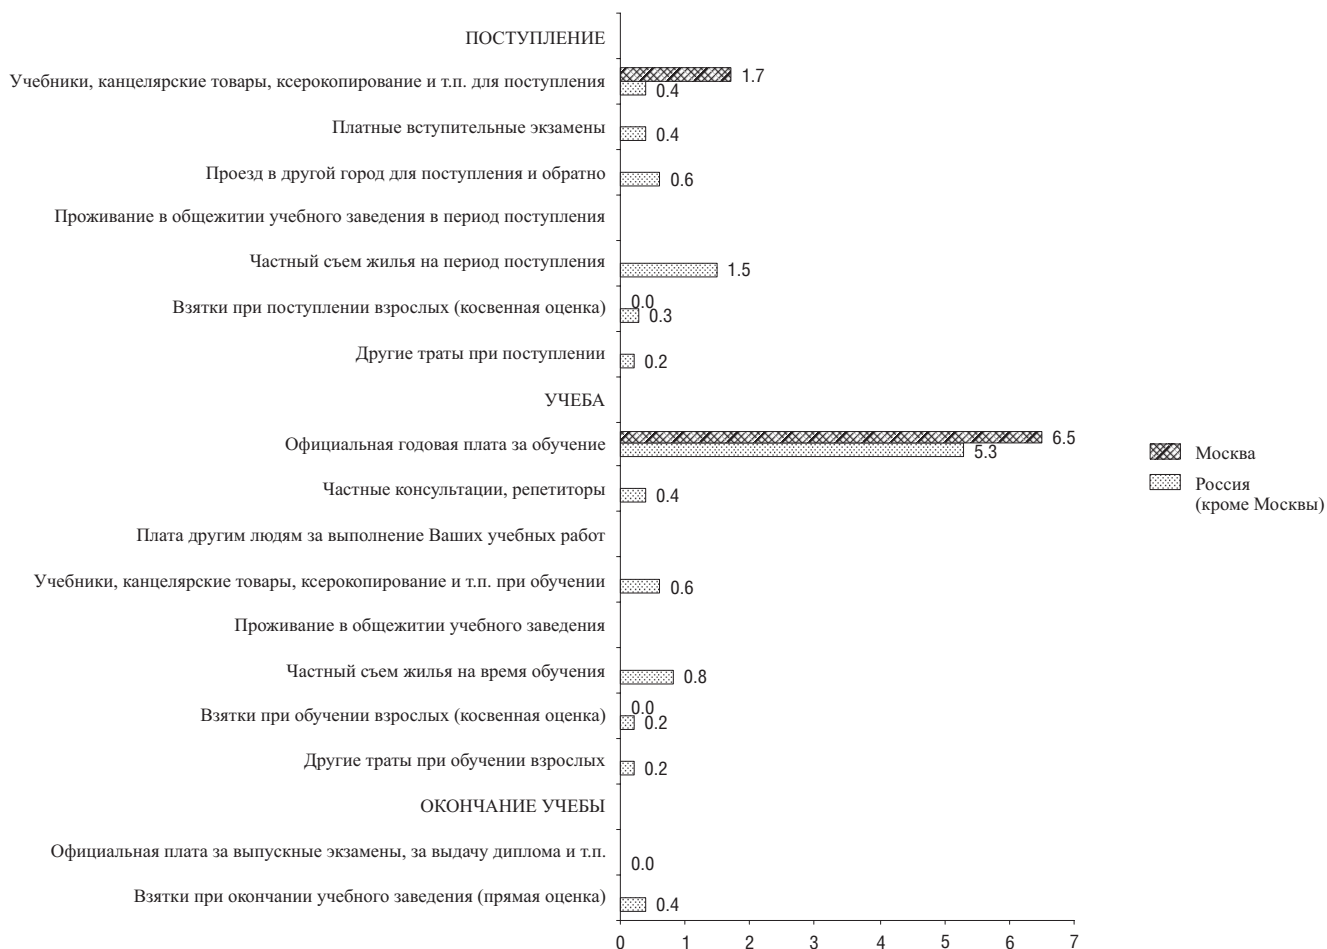 ПОСТУПЛЕНИЕ
Учебники, канцелярские товары, ксерокопирование и т.п. для поступления
1.7
0.4
Платные вступительные экзамены
0.4
Проезд в другой город для поступления и обратно
0.6
Проживание в общежитии учебного заведения в период поступления
Частный съем жилья на период поступления
1.5
Взятки при поступлении взрослых (косвенная оценка)
0.0
0.3
Другие траты при поступлении
0.2
УЧЕБА
Официальная годовая плата за обучение
6.5
5.3
Частные консультации, репетиторы
0.4
Плата другим людям за выполнение Ваших учебных работ
Учебники, канцелярские товары, ксерокопирование и т.п. при обучении
0.6
Проживание в общежитии учебного заведения
Частный съем жилья на время обучения
0.8
Взятки при обучении взрослых (косвенная оценка)
0.0
0.2
Другие траты при обучении взрослых
0.2
ОКОНЧАНИЕ УЧЕБЫ
Официальная плата за выпускные экзамены, за выдачу диплома и т.п.
0.0
Взятки при окончании учебного заведения (прямая оценка)
0.4
0 1 2 3 4 5 6 7
Москва
Россия
(кроме Москвы)